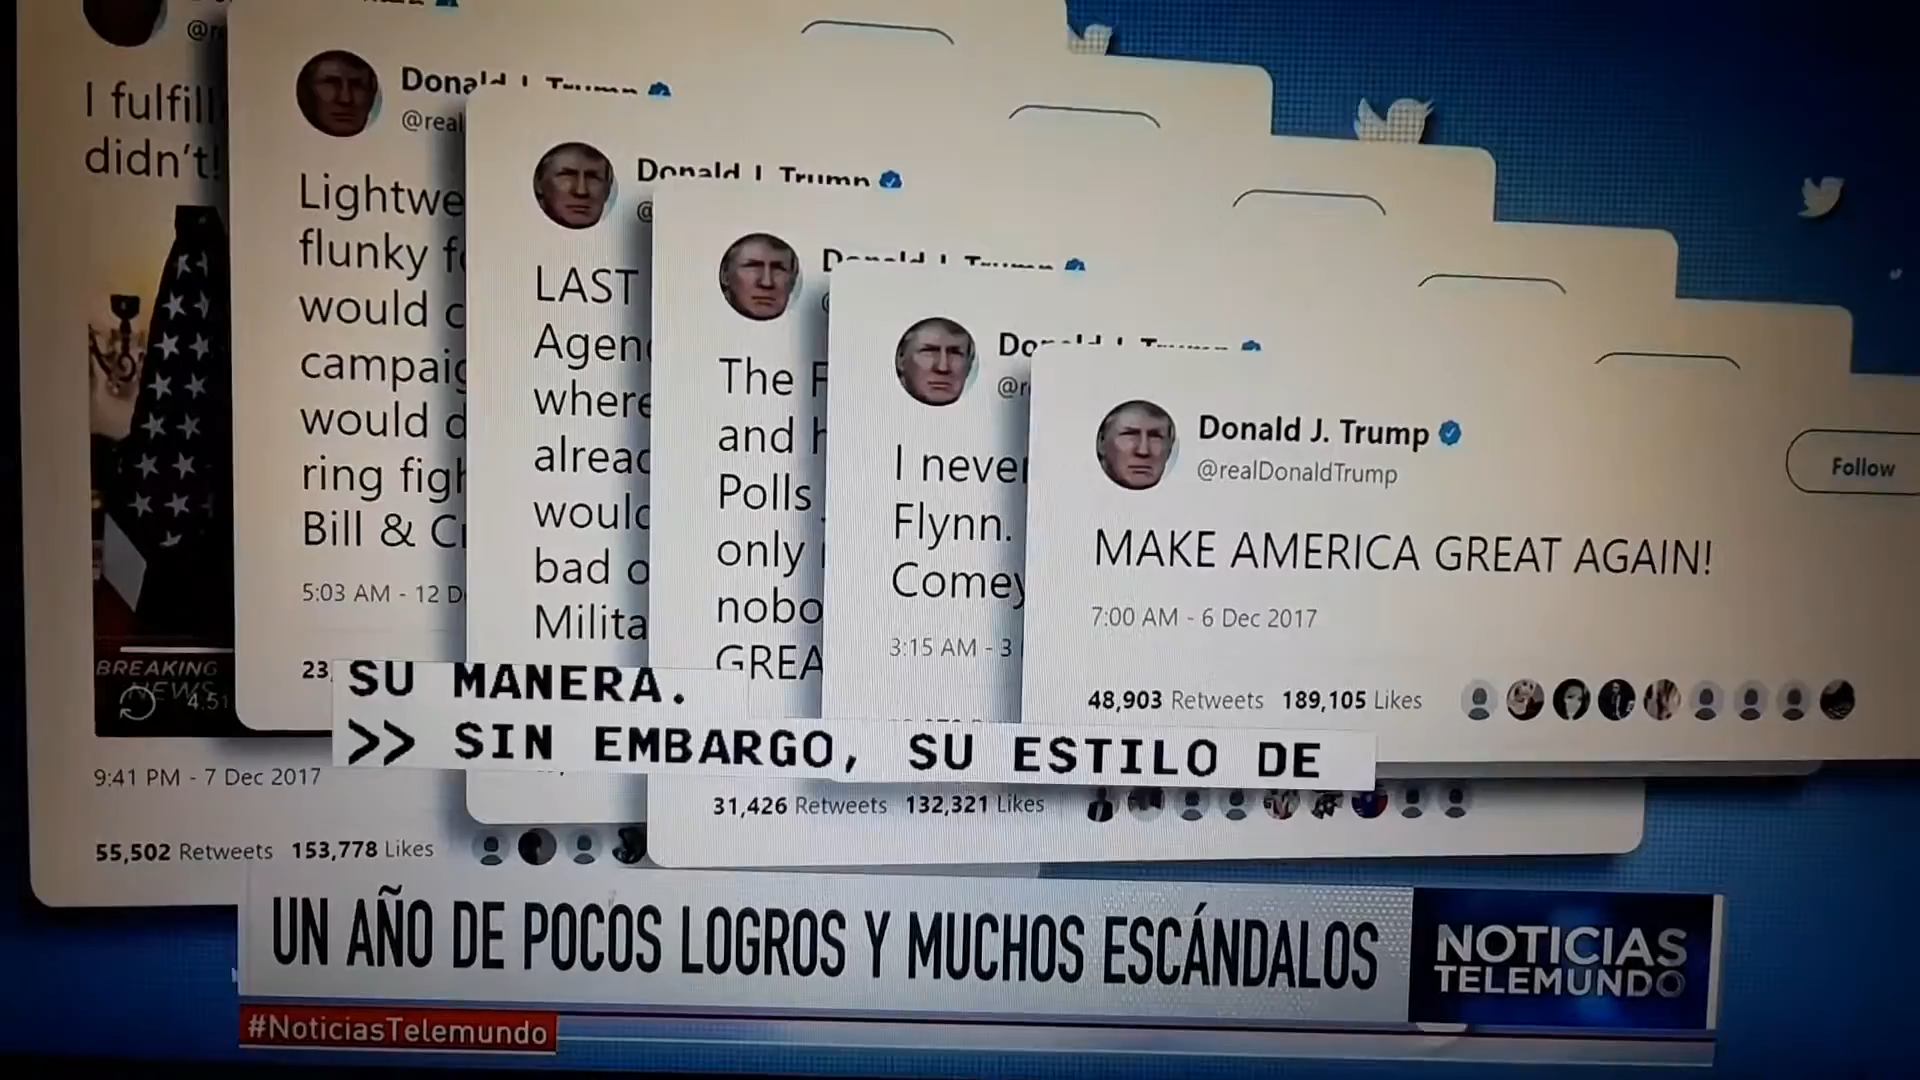 I fulfill
didn't!
BREAKING
NEWS
4:51
9:41 PM - 7 Dec 2017
55,502 Retweets 153,778 Likes
@real
Lightwe
flunky f
would c
campaig
would d
ring figh
Bill & C
5:03 AM - 12 D
23,
Donald J. Trump
LAST
Agen
where
alread
would
bad o
Milita
Donald J. Trump
The F
and h
Polls
only
nobo
GREA
31,426 Retweets 132,321 Likes
I never
Flynn.
Comey
3:15 AM - 3
Donald J. Trump
@realDonaldTrump
Follow
MAKE AMERICA GREAT AGAIN!
7:00 AM - 6 Dec 2017
48,903 Retweets 189,105 Likes
SU MANERA.
>> SIN EMBARGO, SU ESTILO DE
UN AÑO DE POCOS LOGROS Y MUCHOS ESCÁNDALOS
NOTICIAS
TELEMUNDO
#NoticiasTelemundo